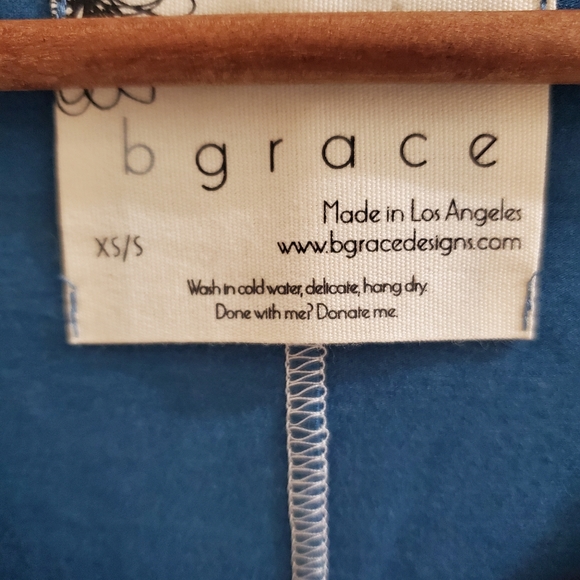 b grace
Made in Los Angeles
XS/S
www.bgracedesigns.com
Wash in cold water, delicate, hang dry.
Done with me? Donate me.